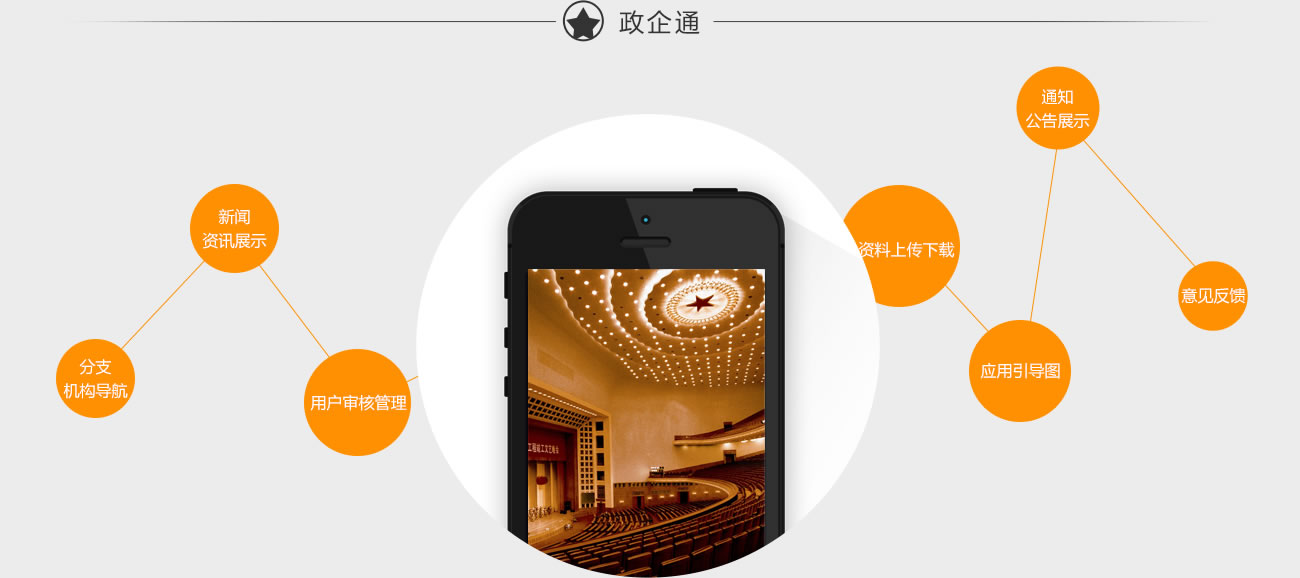 政企通
通知
公告展示
新闻
资讯展示
资料上传下载
意见反馈
分支
机构导航
应用引导图
用户审核管理